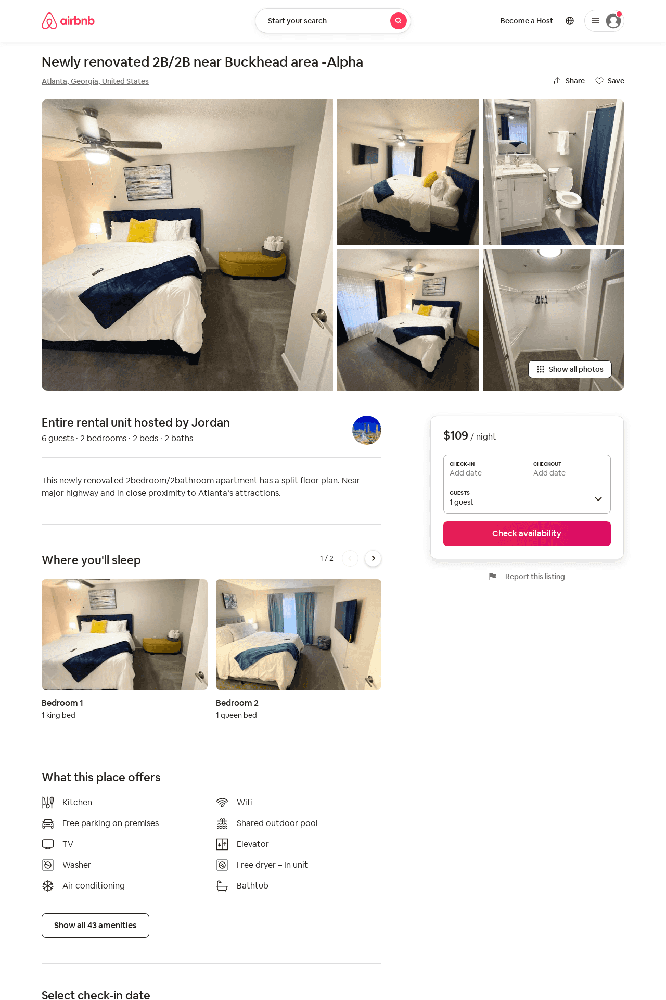 airbnb
Start your search
Become a Host
Newly renovated 2B/2B near Buckhead area -Alpha
Atlanta, Georgia, United States
Share
Save
Show all photos
Entire rental unit hosted by Jordan
6 guests · 2 bedrooms · 2 beds · 2 baths
This newly renovated 2bedroom/2bathroom apartment has a split floor plan. Near
major highway and in close proximity to Atlanta’s attractions.
$109 / night
CHECK-IN
Add date
CHECKOUT
Add date
GUESTS
1 guest
Check availability
Report this listing
Where you'll sleep
1 / 2
Bedroom 1
1 king bed
Bedroom 2
1 queen bed
What this place offers
Kitchen
Wifi
Free parking on premises
Shared outdoor pool
TV
Elevator
Washer
Free dryer – In unit
Air conditioning
Bathtub
Show all 43 amenities
Select check-in date